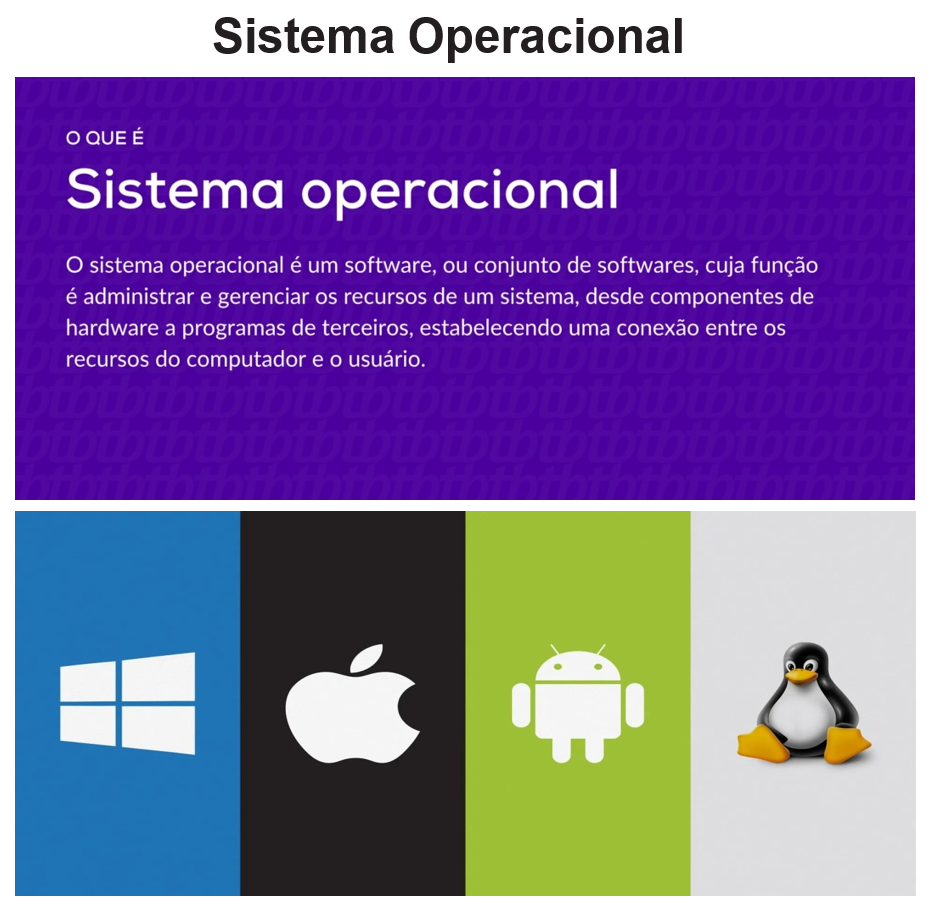 Sistema Operacional
O QUE É
Sistema operacional
O sistema operacional é um software, ou conjunto de softwares, cuja função
é administrar e gerenciar os recursos de um sistema, desde componentes de
hardware a programas de terceiros, estabelecendo uma conexão entre os
recursos do computador e o usuário.